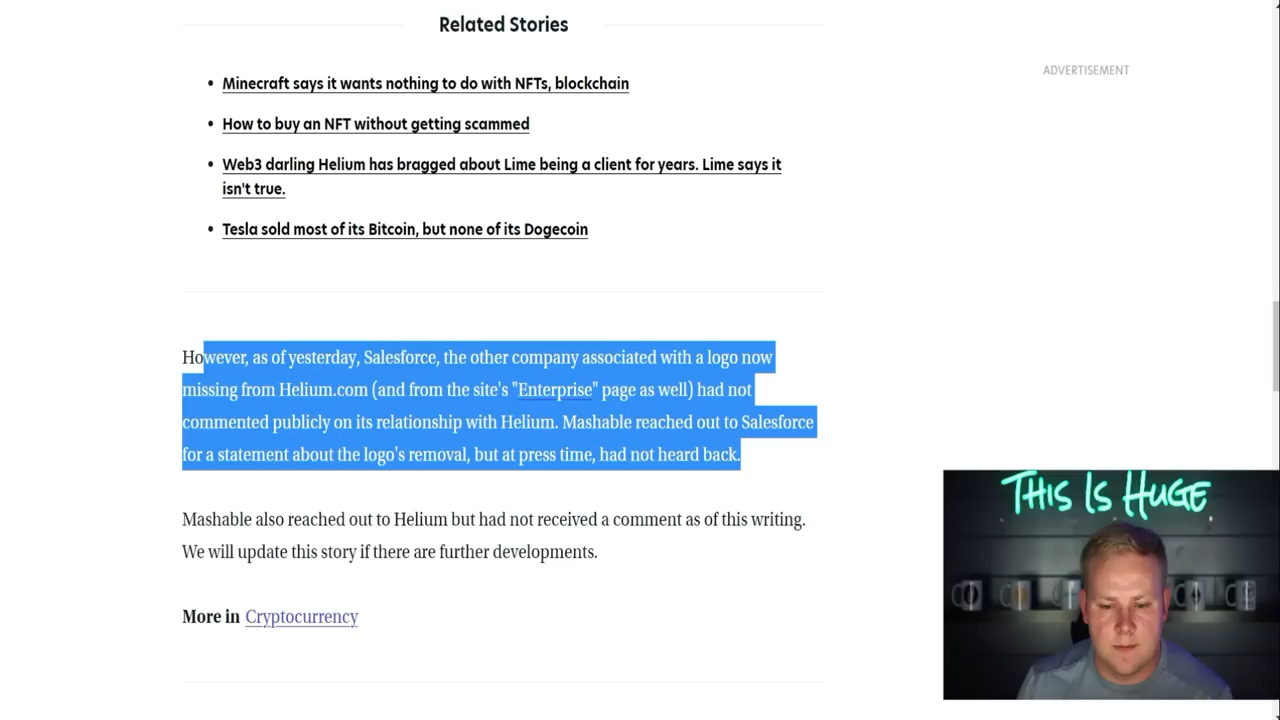 Related Stories
ADVERTISEMENT
• Minecraft says it wants nothing to do with NFTs, blockchain
• How to buy an NFT without getting scammed
• Web3 darling Helium has bragged about Lime being a client for years. Lime says it
isn't true.
• Tesla sold most of its Bitcoin, but none of its Dogecoin
However, as of yesterday, Salesforce, the other company associated with a logo now
missing from Helium.com (and from the site's "Enterprise" page as well) had not
commented publicly on its relationship with Helium. Mashable reached out to Salesforce
for a statement about the logo's removal, but at press time, had not heard back.
Mashable also reached out to Helium but had not received a comment as of this writing.
We will update this story if there are further developments.
More in Cryptocurrency
THIS IS HUGE